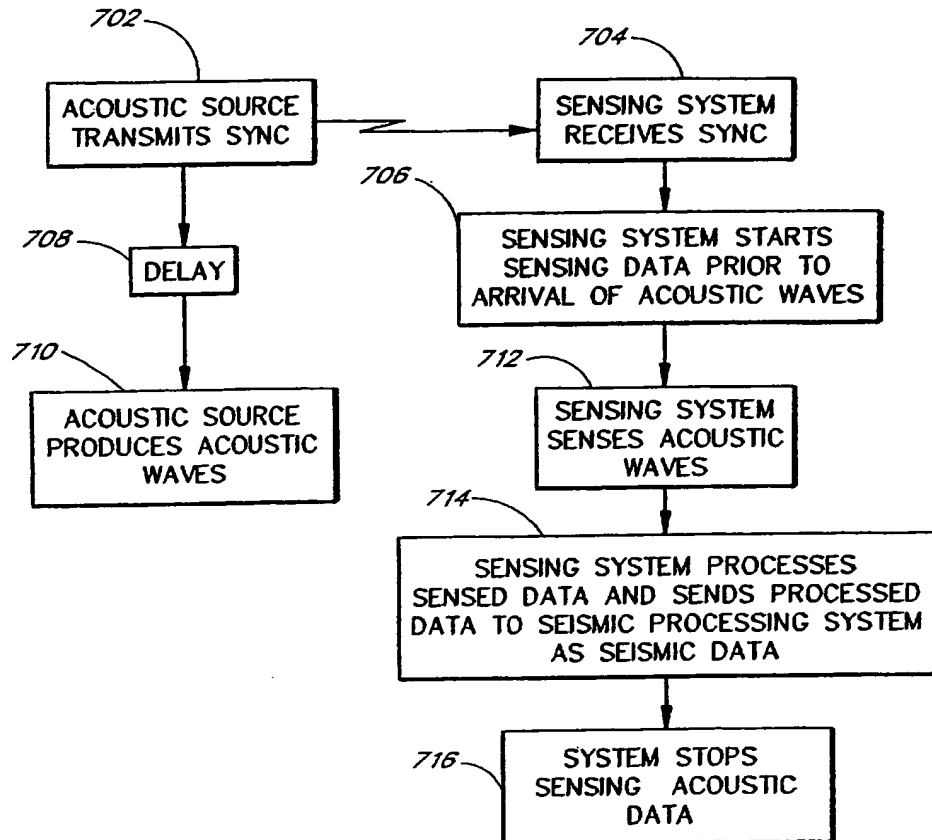 702
ACOUSTIC SOURCE
TRANSMITS SYNC
704
SENSING SYSTEM
RECEIVES SYNC
706
SENSING SYSTEM STARTS
SENSING DATA PRIOR TO
ARRIVAL OF ACOUSTIC WAVES
708
DELAY
710
ACOUSTIC SOURCE
PRODUCES ACOUSTIC
WAVES
712
SENSING SYSTEM
SENSES ACOUSTIC
WAVES
714
SENSING SYSTEM PROCESSES
SENSED DATA AND SENDS PROCESSED
DATA TO SEISMIC PROCESSING SYSTEM
AS SEISMIC DATA
716
SYSTEM STOPS
SENSING ACOUSTIC
DATA